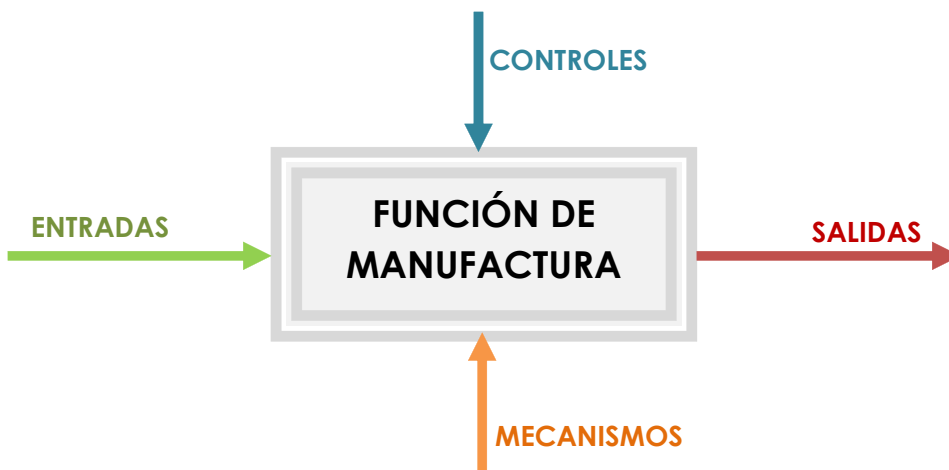 CONTROLES
ENTRADAS
FUNCIÓN DE
MANUFACTURA
SALIDAS
MECANISMOS